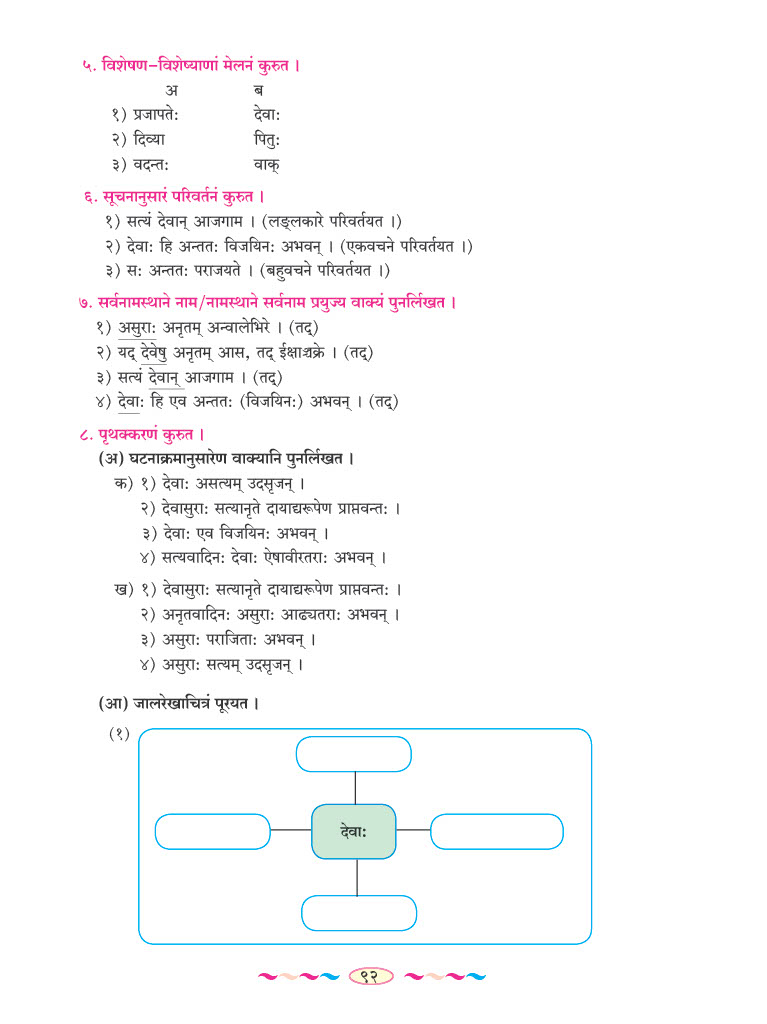 ५. विशेषण–विशेष्याणां मेलनं कुरुत ।
अ ब
१) प्रजापतेः देवाः
२) दिव्या पितुः
३) वदन्तः वाक्
६. सूचनानुसारं परिवर्तनं कुरुत ।
१) सत्यं देवान् आजगाम । (लङ्लकारे परिवर्तयत ।)
२) देवाः हि अन्ततः विजयिनः अभवन् । (एकवचने परिवर्तयत ।)
३) सः अन्ततः पराजयते । (बहुवचने परिवर्तयत ।)
७. सर्वनामस्थाने नाम/नामस्थाने सर्वनाम प्रयुज्य वाक्यं पुनर्लिखत ।
१) असुराः अनृतम् अन्वालेभिरे । (तद्)
२) यद् देवेषु अनृतम् आस, तद् ईक्षाञ्चक्रे । (तद्)
३) सत्यं देवान् आजगाम । (तद्)
४) देवाः हि एव अन्ततः (विजयिनः) अभवन् । (तद्)
८. पृथक्करणं कुरुत ।
(अ) घटनाक्रमानुसारेण वाक्यानि पुनर्लिखत ।
क) १) देवाः असत्यम् उदसृजन् ।
२) देवासुराः सत्यानृते दायाद्यरूपेण प्राप्तवन्तः ।
३) देवाः एव विजयिनः अभवन् ।
४) सत्यवादिनः देवाः ऐषावीरतराः अभवन् ।
ख) १) देवासुराः सत्यानृते दायाद्यरूपेण प्राप्तवन्तः ।
२) अनृतवादिनः असुराः आढ्यतराः अभवन् ।
३) असुराः पराजिताः अभवन् ।
४) असुराः सत्यम् उदसृजन् ।
(आ) जालरेखाचित्रं पूरयत ।
(१)
देवाः
९२